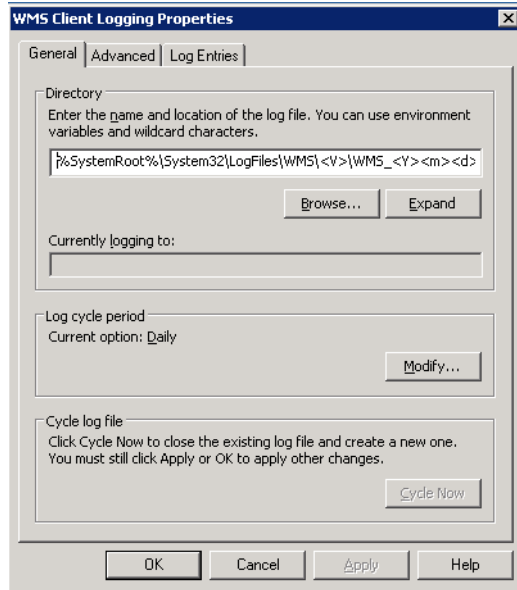 WMS Client Logging Properties
General Advanced Log Entries
Directory
Enter the name and location of the log file. You can use environment
variables and wildcard characters.
%SystemRoot%\System32\LogFiles\WMS\<V>\WMS_<Y><m><d>
Browse... Expand
Currently logging to:
Log cycle period
Current option: Daily
Modify...
Cycle log file
Click Cycle Now to close the existing log file and create a new one.
You must still click Apply or OK to apply other changes.
Cycle Now
OK Cancel Apply Help